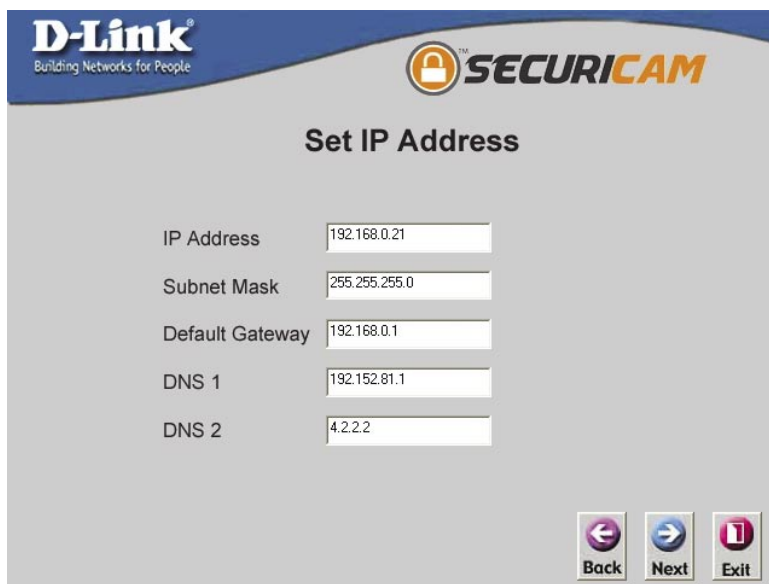 D-Link®
Building Networks for People
SECURICAM™
Set IP Address
IP Address 192.168.0.21
Subnet Mask 255.255.255.0
Default Gateway 192.168.0.1
DNS 1 192.152.81.1
DNS 2 4.2.2.2
Back Next Exit